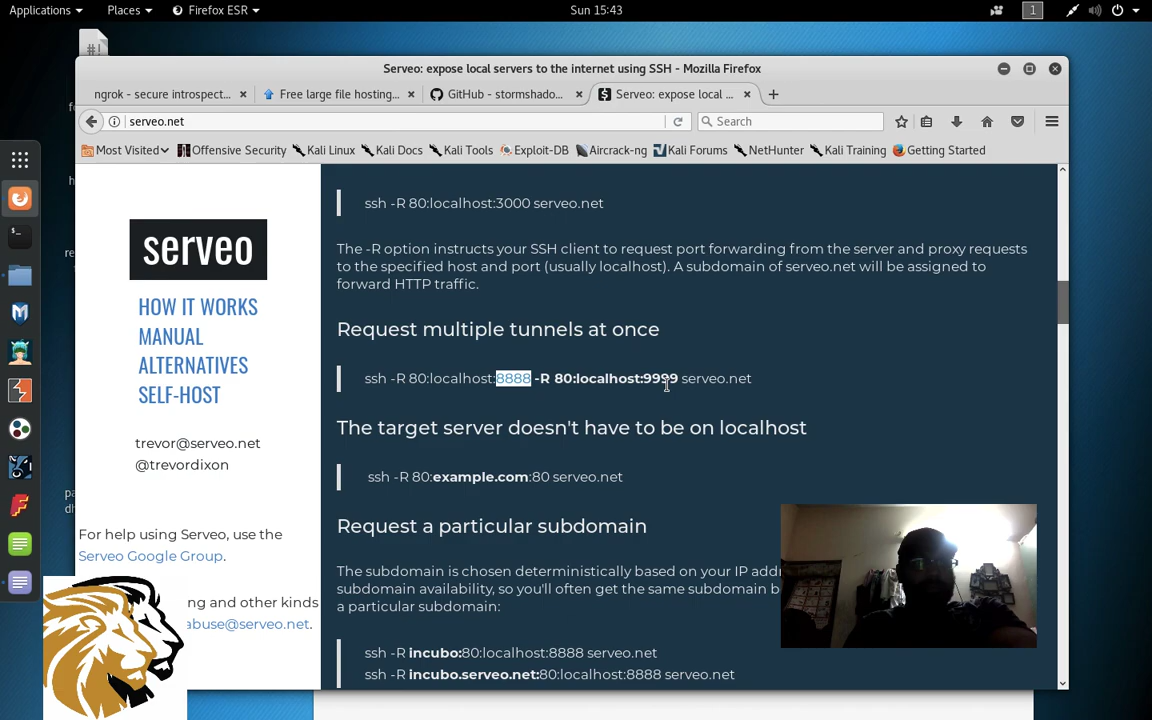 Applications
Places
Firefox ESR
Sun 15:43
1
#!
Serveo: expose local servers to the internet using SSH - Mozilla Firefox
ngrok - secure introspect...
Free large file hosting....
GitHub - stormshado...
Serveo: expose local ...
serveo.net
Search
Most Visited
Offensive Security
Kali Linux
Kali Docs
Kali Tools
Exploit-DB
Aircrack-ng
Kali Forums
NetHunter
Kali Training
Getting Started
serveo
HOW IT WORKS
MANUAL
ALTERNATIVES
SELF-HOST
trevor@serveo.net
@trevordixon
For help using Serveo, use the
Serveo Google Group.
ng and other kinds
abuse@serveo.net.
ssh -R 80:localhost:3000 serveo.net
The -R option instructs your SSH client to request port forwarding from the server and proxy requests
to the specified host and port (usually localhost). A subdomain of serveo.net will be assigned to
forward HTTP traffic.
Request multiple tunnels at once
ssh -R 80:localhost:8888 -R 80:localhost:9999 serveo.net
The target server doesn't have to be on localhost
ssh -R 80:example.com:80 serveo.net
Request a particular subdomain
The subdomain is chosen deterministically based on your IP addr
subdomain availability, so you'll often get the same subdomain b
a particular subdomain:
ssh -R incubo:80:localhost:8888 serveo.net
ssh -R incubo.serveo.net:80:localhost:8888 serveo.net